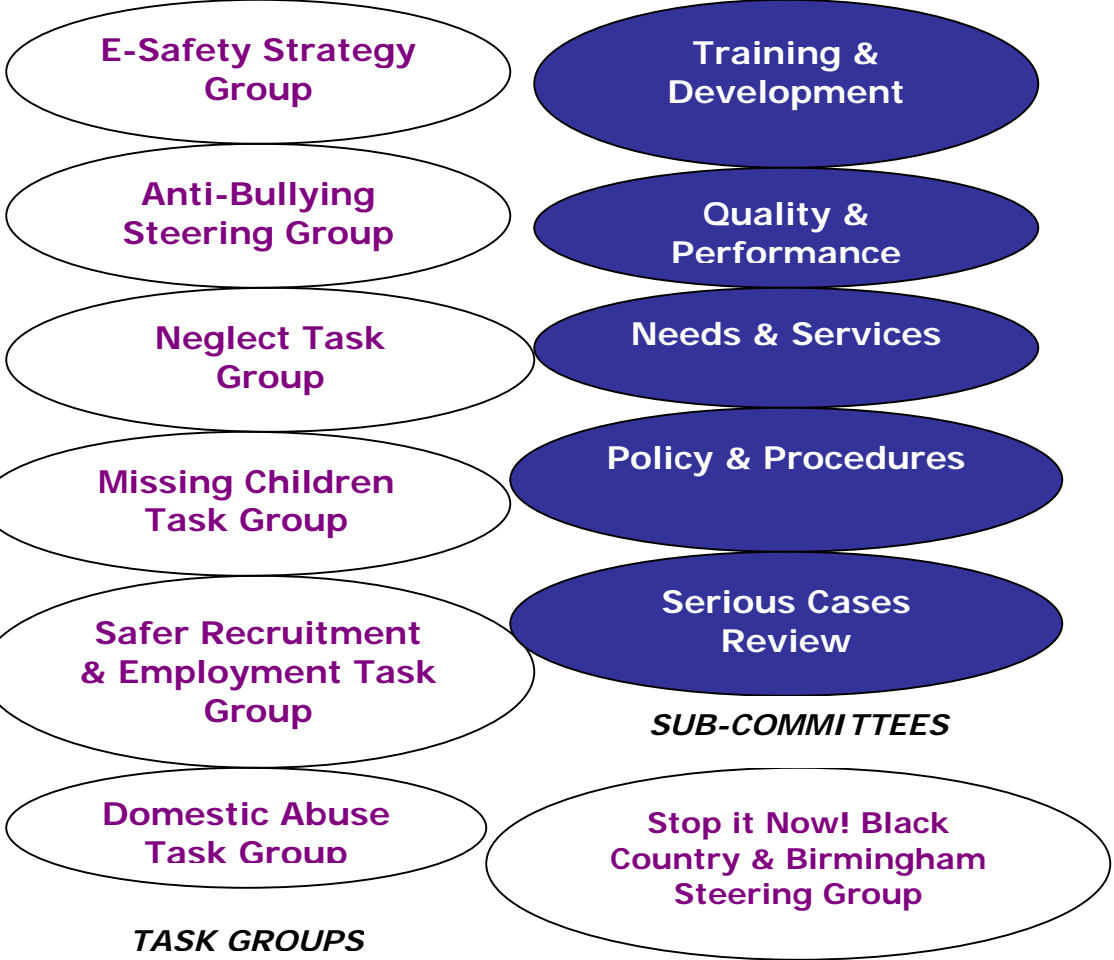 E-Safety Strategy
Group
Anti-Bullying
Steering Group
Neglect Task
Group
Missing Children
Task Group
Safer Recruitment
& Employment Task
Group
Domestic Abuse
Task Group
TASK GROUPS
Training &
Development
Quality &
Performance
Needs & Services
Policy & Procedures
Serious Cases
Review
SUB-COMMITTEES
Stop it Now! Black
Country & Birmingham
Steering Group